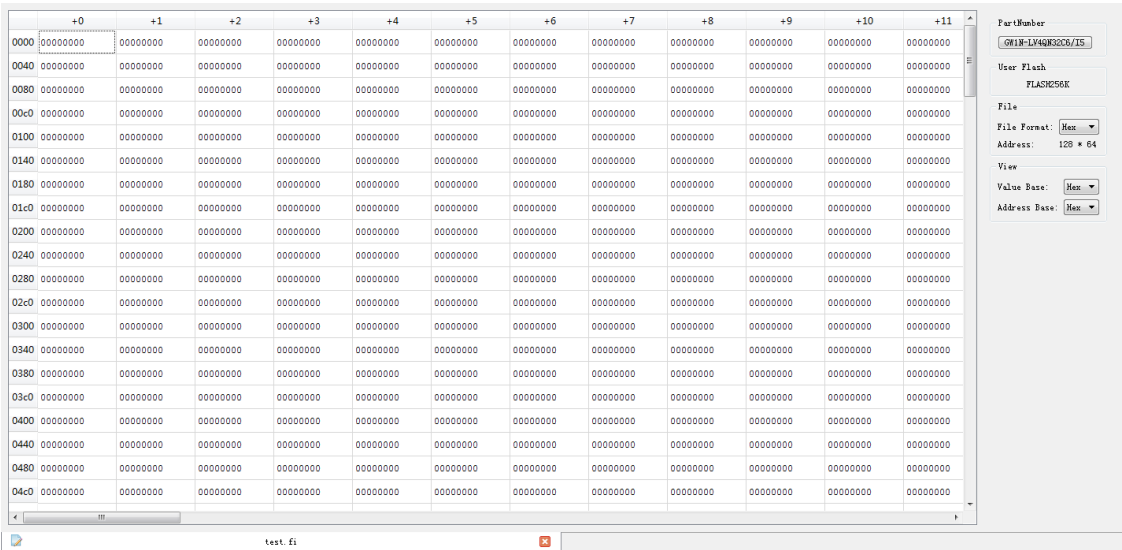 +0 +1 +2 +3 +4 +5 +6 +7 +8 +9 +10 +11
0000 00000000 00000000 00000000 00000000 00000000 00000000 00000000 00000000 00000000 00000000 00000000 00000000
0040 00000000 00000000 00000000 00000000 00000000 00000000 00000000 00000000 00000000 00000000 00000000 00000000
0080 00000000 00000000 00000000 00000000 00000000 00000000 00000000 00000000 00000000 00000000 00000000 00000000
00c0 00000000 00000000 00000000 00000000 00000000 00000000 00000000 00000000 00000000 00000000 00000000 00000000
0100 00000000 00000000 00000000 00000000 00000000 00000000 00000000 00000000 00000000 00000000 00000000 00000000
0140 00000000 00000000 00000000 00000000 00000000 00000000 00000000 00000000 00000000 00000000 00000000 00000000
0180 00000000 00000000 00000000 00000000 00000000 00000000 00000000 00000000 00000000 00000000 00000000 00000000
01c0 00000000 00000000 00000000 00000000 00000000 00000000 00000000 00000000 00000000 00000000 00000000 00000000
0200 00000000 00000000 00000000 00000000 00000000 00000000 00000000 00000000 00000000 00000000 00000000 00000000
0240 00000000 00000000 00000000 00000000 00000000 00000000 00000000 00000000 00000000 00000000 00000000 00000000
0280 00000000 00000000 00000000 00000000 00000000 00000000 00000000 00000000 00000000 00000000 00000000 00000000
02c0 00000000 00000000 00000000 00000000 00000000 00000000 00000000 00000000 00000000 00000000 00000000 00000000
0300 00000000 00000000 00000000 00000000 00000000 00000000 00000000 00000000 00000000 00000000 00000000 00000000
0340 00000000 00000000 00000000 00000000 00000000 00000000 00000000 00000000 00000000 00000000 00000000 00000000
0380 00000000 00000000 00000000 00000000 00000000 00000000 00000000 00000000 00000000 00000000 00000000 00000000
03c0 00000000 00000000 00000000 00000000 00000000 00000000 00000000 00000000 00000000 00000000 00000000 00000000
0400 00000000 00000000 00000000 00000000 00000000 00000000 00000000 00000000 00000000 00000000 00000000 00000000
0440 00000000 00000000 00000000 00000000 00000000 00000000 00000000 00000000 00000000 00000000 00000000 00000000
0480 00000000 00000000 00000000 00000000 00000000 00000000 00000000 00000000 00000000 00000000 00000000 00000000
04c0 00000000 00000000 00000000 00000000 00000000 00000000 00000000 00000000 00000000 00000000 00000000 00000000
PartNumber
GW1N-LV4QN32C6/I5
User Flash
FLASH256K
File
File Format: Hex
Address: 128 * 64
View
Value Base: Hex
Address Base: Hex
test.fi